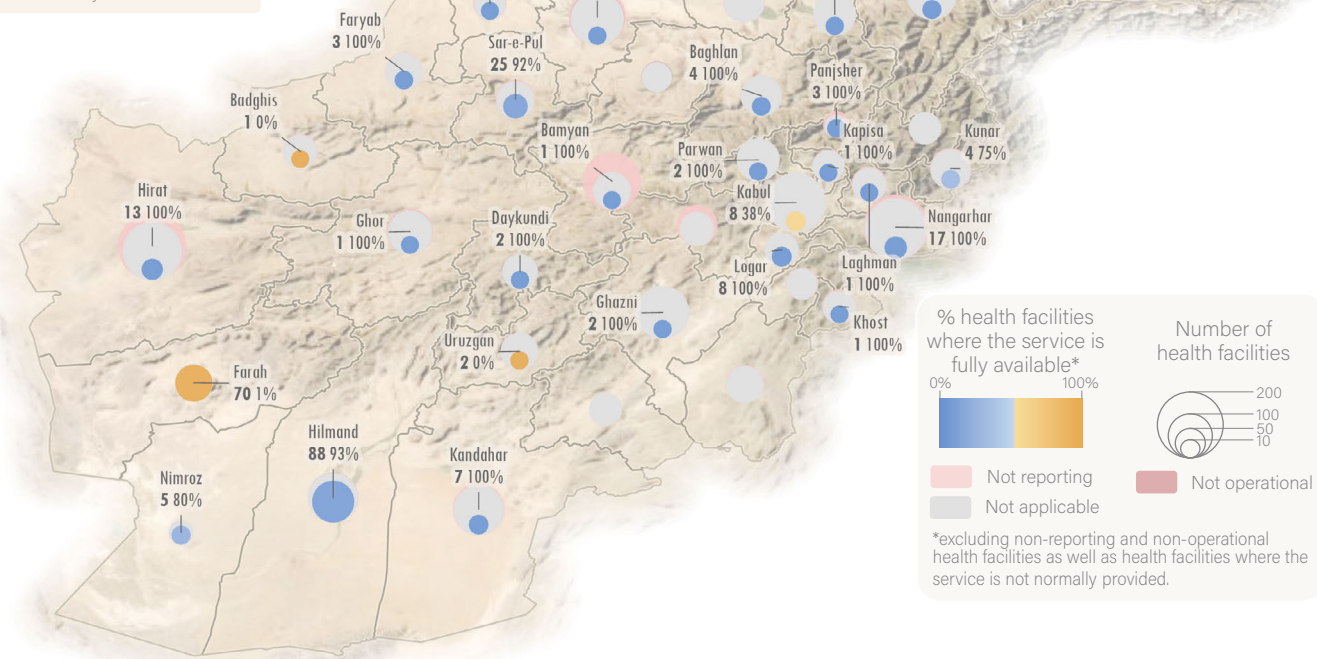 Faryab
3 100%
Sar-e-Pul
25 92%
Baghlan
4 100%
Panjsher
3 100%
Badghis
1 0%
Bamyan
1 100%
Parwan
2 100%
Kapisa
1 100%
Kunar
4 75%
Hirat
13 100%
Ghor
1 100%
Daykundi
2 100%
Kabul
8 38%
Nangarhar
17 100%
Logar
8 100%
Laghman
1 100%
Ghazni
2 100%
Khost
1 100%
Uruzgan
2 0%
Farah
70 1%
Hilmand
88 93%
Kandahar
7 100%
Nimroz
5 80%
% health facilities
where the service is
fully available*
0%
100%
Number of
health facilities
200
100
50
10
Not reporting
Not operational
Not applicable
*excluding non-reporting and non-operational
health facilities as well as health facilities where the
service is not normally provided.